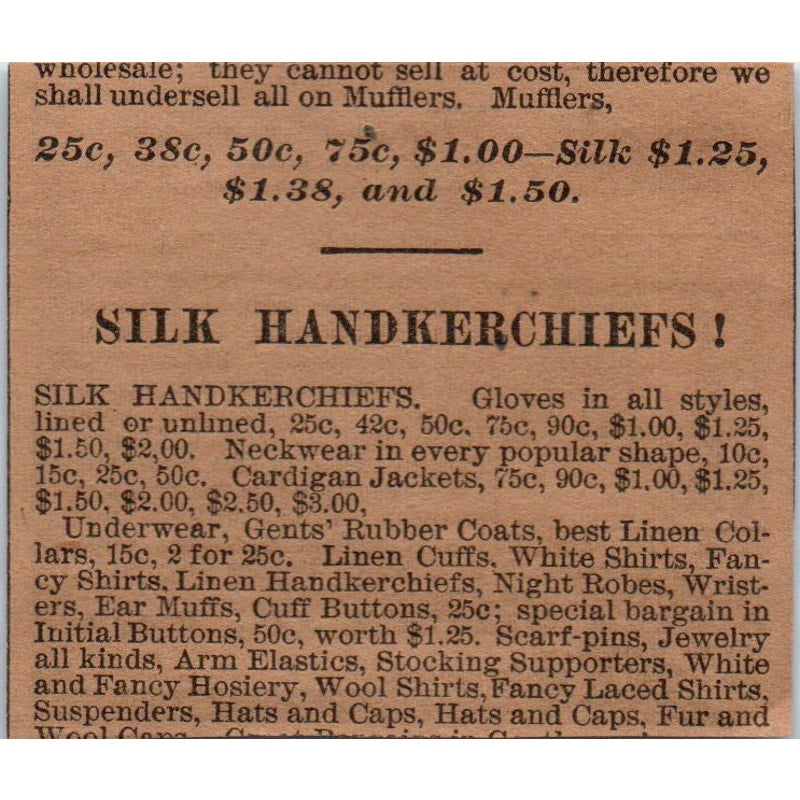 wholesale; they cannot sell at cost, therefore we
shall undersell all on Mufflers. Mufflers,
25c, 38c, 50c, 75c, $1.00—Silk $1.25,
$1.38, and $1.50.
SILK HANDKERCHIEFS!
SILK HANDKERCHIEFS. Gloves in all styles,
lined or unlined, 25c, 42c, 50c. 75c, 90c, $1.00, $1.25,
$1.50, $2,00. Neckwear in every popular shape, 10c,
15c, 25c, 50c. Cardigan Jackets, 75c, 90c, $1.00, $1.25,
$1.50. $2.00, $2.50, $3.00,
Underwear, Gents' Rubber Coats, best Linen Col-
lars, 15c, 2 for 25c. Linen Cuffs. White Shirts, Fan-
cy Shirts. Linen Handkerchiefs, Night Robes, Wrist-
ers, Ear Muffs, Cuff Buttons, 25c; special bargain in
Initial Buttons, 50c, worth $1.25. Scarf-pins, Jewelry
all kinds, Arm Elastics, Stocking Supporters, White
and Fancy Hosiery, Wool Shirts, Fancy Laced Shirts.
Suspenders, Hats and Caps, Hats and Caps, Fur and
Wool Caps. Great Bargains in